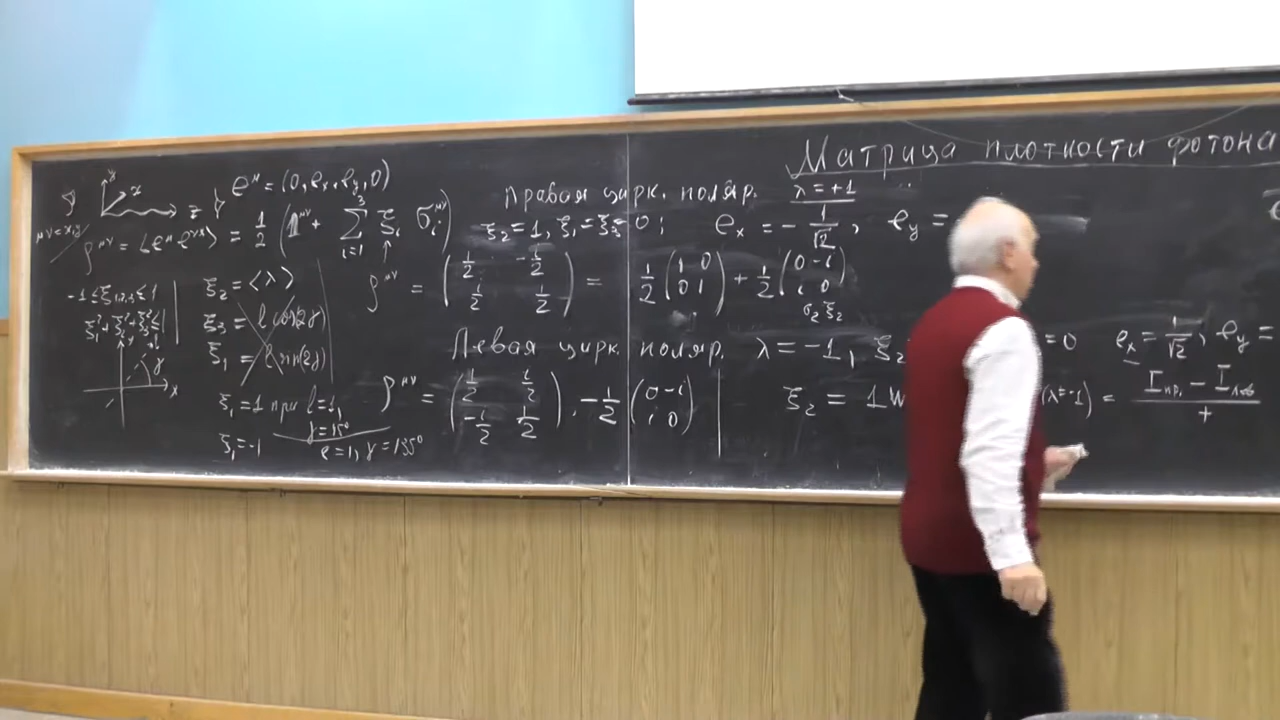 Матрица плотности фотона
e^μ = (0, e_x, e_y, 0)
Правая цирк. поляр. λ = +1
μν = x,y
ρ^{μν} = ⟨e^μ e^{ν*}⟩ = 1/2 (1^{μν} + Σ_{i=1}^{3} ξ_i σ_i^{μν})
ξ_2 = 1, ξ_1 = ξ_3 = 0; e_x = - 1/√2, e_y =
ρ^{μν} = (1/2 -i/2 i/2 1/2) = 1/2 (1 0 0 1) + 1/2 (0 -i i 0)
σ_2 ξ_2
-1 ≤ ξ_{1,2,3} ≤ 1
ξ_2 = ⟨λ⟩
ξ_3 = l cos(2γ)
ξ_1 = l sin(2γ)
y
γ
x
z
Левая цирк. поляр. λ = -1, ξ_2 = 0 e_x = 1/√2, e_y =
ρ^{μν} = (1/2 i/2 -i/2 1/2), -1/2 (0 -i i 0)
ξ_2 = 1 W (λ=-1) = I_пр. - I_лев / +
ξ_1 = 1 при l = 1,
γ = 45°
ξ_1 = -1 l = 1, γ = 135°